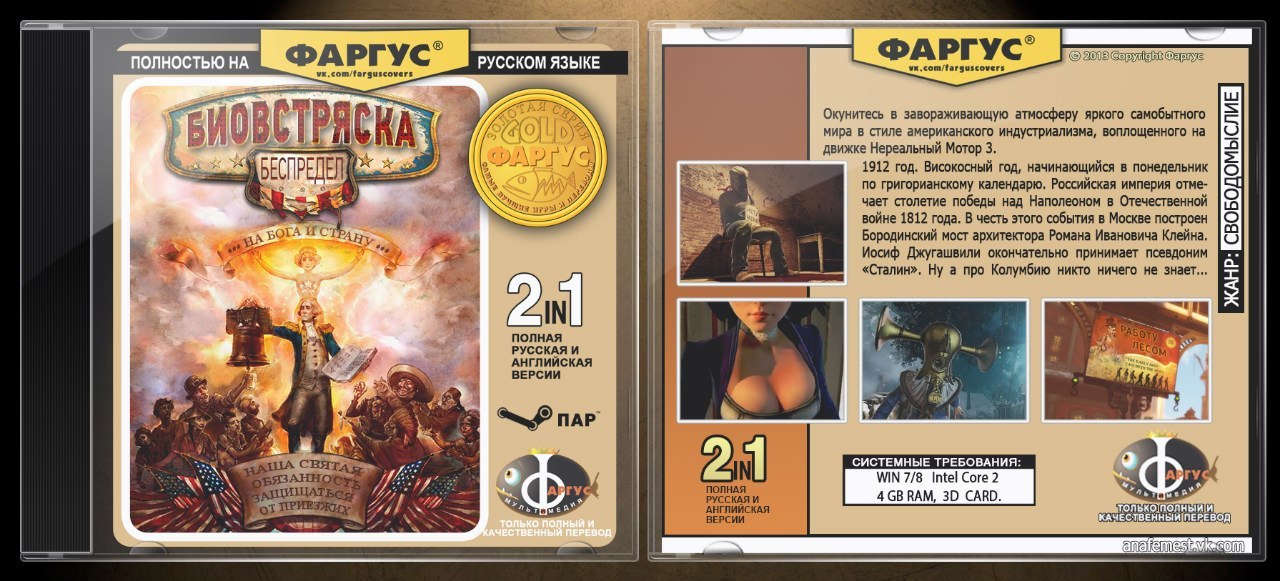 ПОЛНОСТЬЮ НА
ФАРГУС®
vk.com/farguscovers
РУССКОМ ЯЗЫКЕ
БИОВСТРЯСКА
БЕСПРЕДЕЛ
ЗОЛОТАЯ СЕРИЯ
GOLD
ФАРГУС
САМЫЕ ЛУЧШИЕ ИГРЫ И ПЕРЕВОД
НА БОГА И СТРАНУ
2IN1
ПОЛНАЯ
РУССКАЯ И
АНГЛИЙСКАЯ
ВЕРСИИ
ПАР™
НАША СВЯТАЯ
ОБЯЗАННОСТЬ
ЗАЩИЩАТЬСЯ
ОТ ПРИЕЗЖИХ
ФАРГУС
МУЛЬТИМЕДИА
ТОЛЬКО ПОЛНЫЙ И
КАЧЕСТВЕННЫЙ ПЕРЕВОД
ФАРГУС®
vk.com/farguscovers
© 2013 Copyright Фаргус
Окунитесь в завораживающую атмосферу яркого самобытного
мира в стиле американского индустриализма, воплощенного на
движке Нереальный Мотор 3.
1912 год. Високосный год, начинающийся в понедельник
по григорианскому календарю. Российская империя отме-
чает столетие победы над Наполеоном в Отечественной
войне 1812 года. В честь этого события в Москве построен
Бородинский мост архитектора Романа Ивановича Клейна.
Иосиф Джугашвили окончательно принимает псевдоним
«Сталин». Ну а про Колумбию никто ничего не знает...
ЖАНР: СВОБОДОМЫСЛИЕ
РАБОТУ
ЛЕСОМ
2IN1
ПОЛНАЯ
РУССКАЯ И
АНГЛИЙСКАЯ
ВЕРСИИ
СИСТЕМНЫЕ ТРЕБОВАНИЯ:
WIN 7/8 Intel Core 2
4 GB RAM, 3D CARD.
ФАРГУС
МУЛЬТИМЕДИА
ТОЛЬКО ПОЛНЫЙ И
КАЧЕСТВЕННЫЙ ПЕРЕВОД
anafemest.vk.com